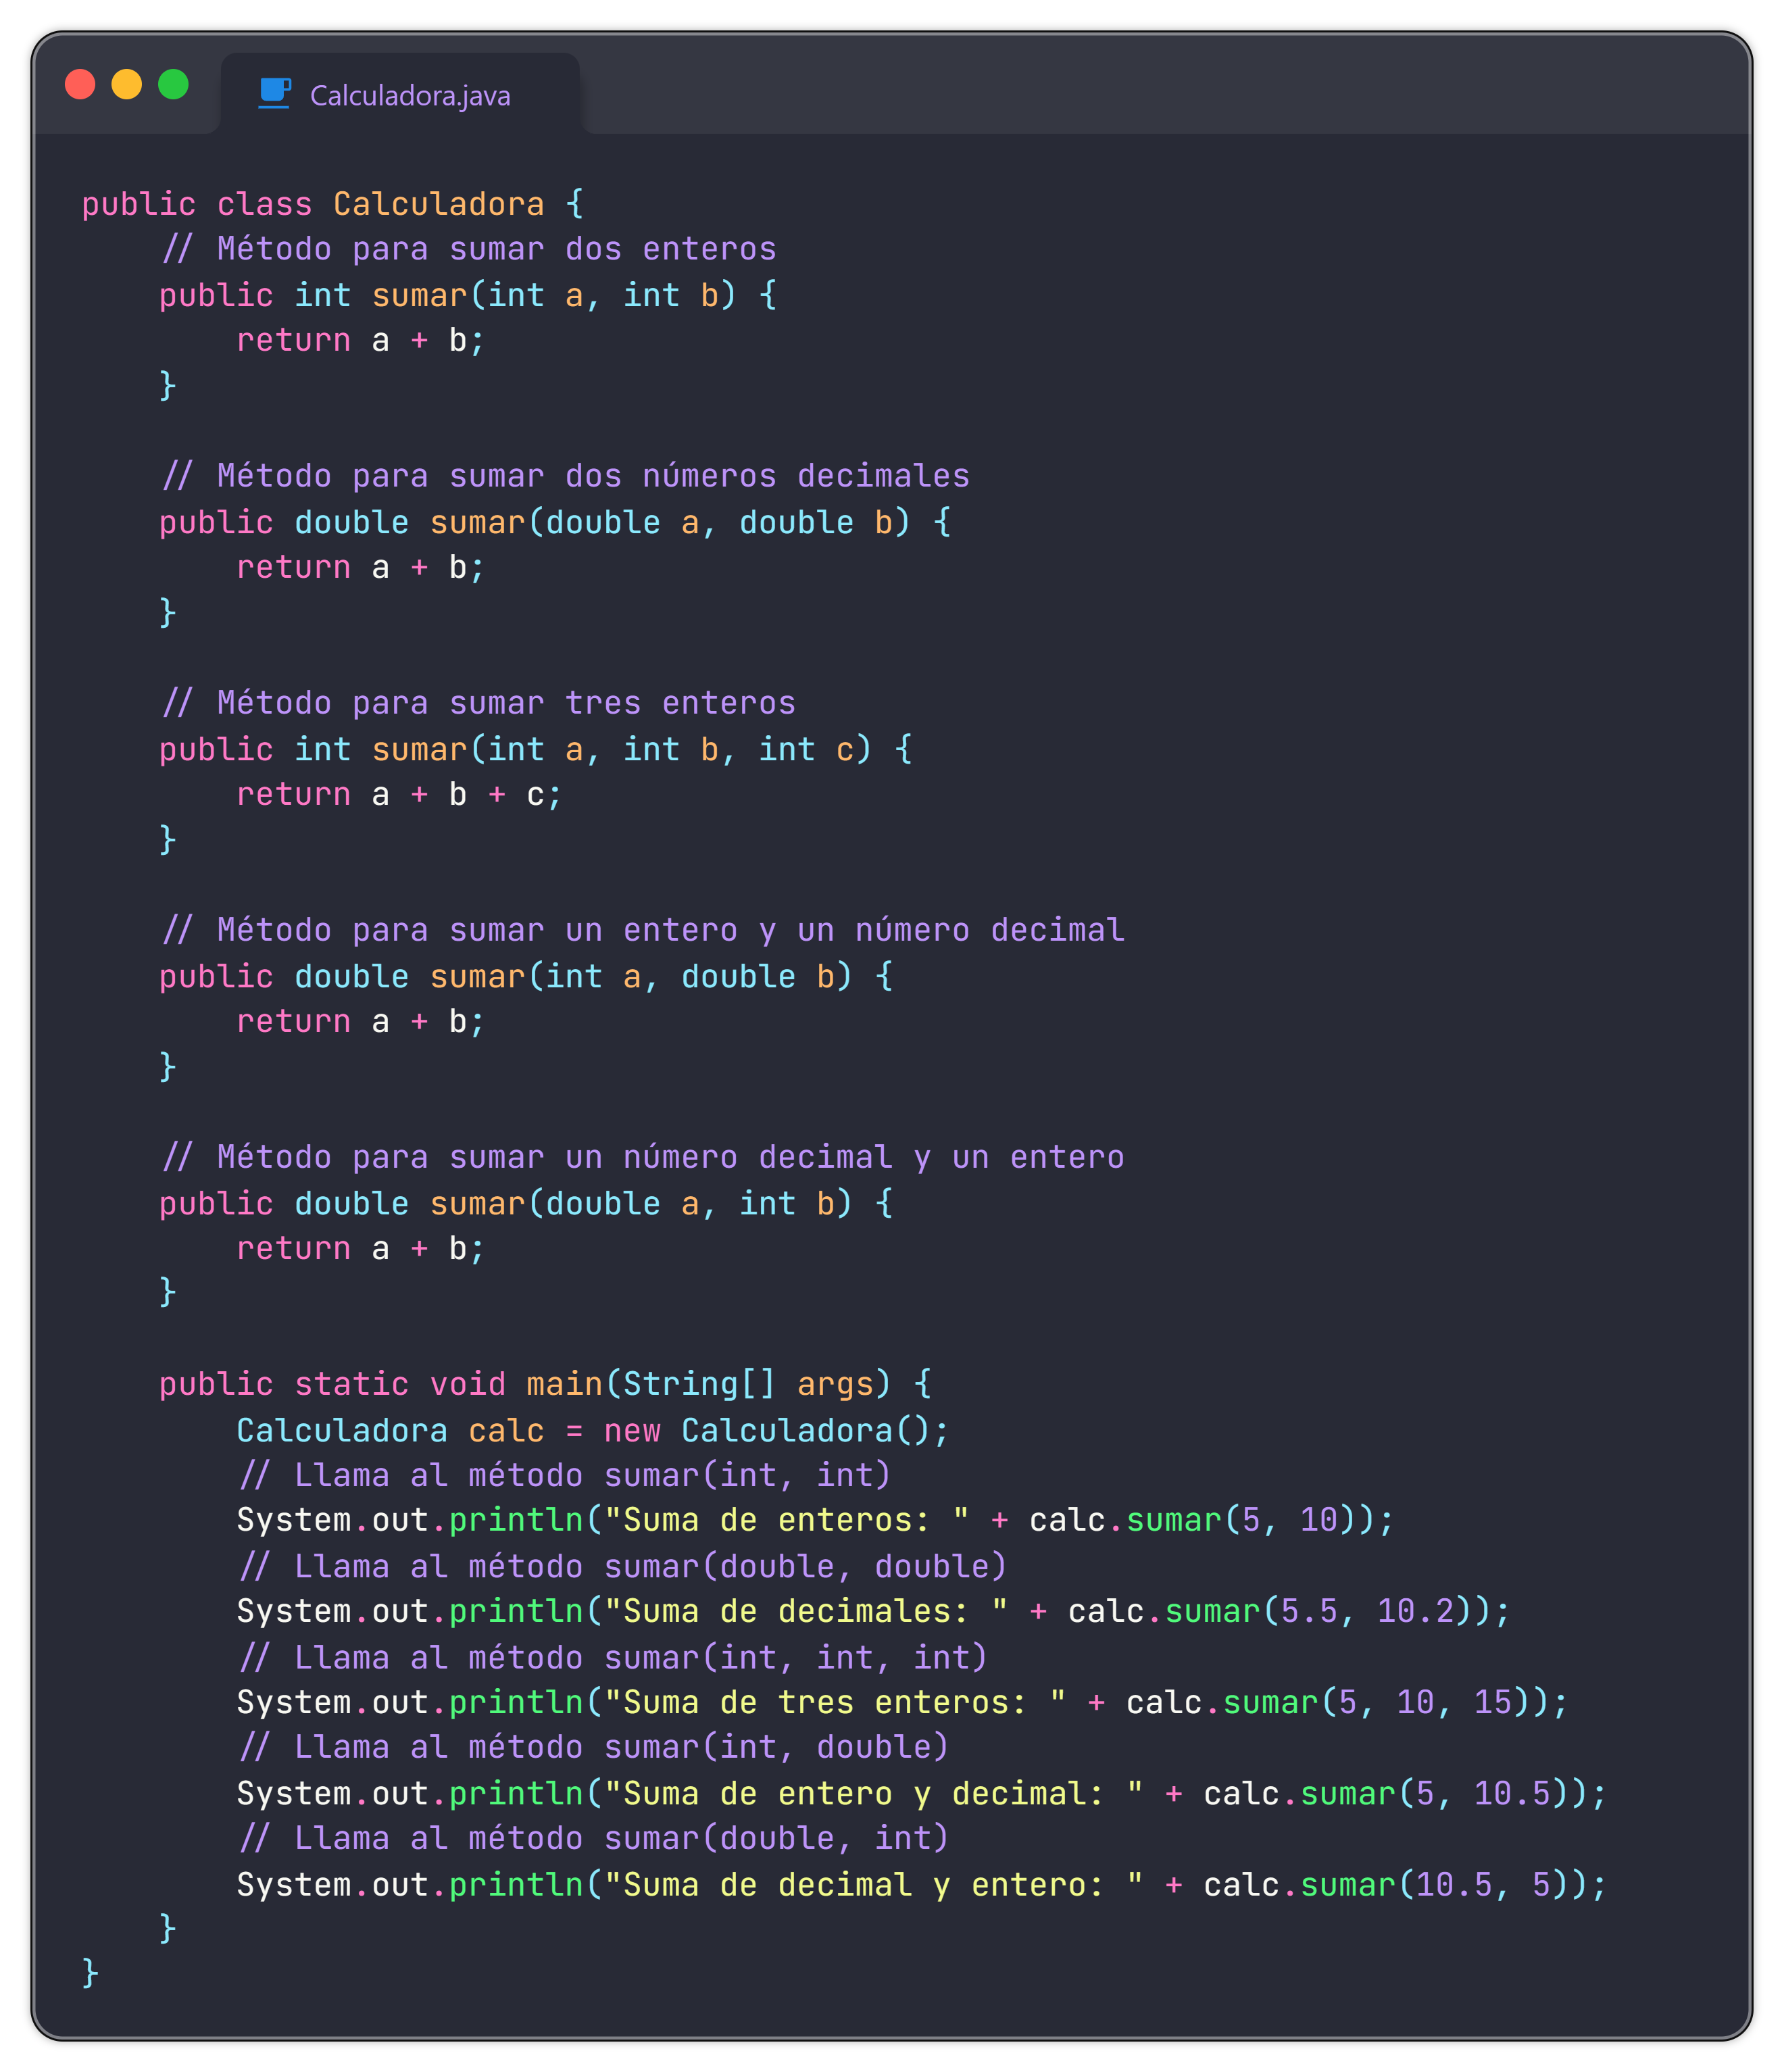 Calculadora.java
public class Calculadora {
    // Método para sumar dos enteros
    public int sumar(int a, int b) {
        return a + b;
    }

    // Método para sumar dos números decimales
    public double sumar(double a, double b) {
        return a + b;
    }

    // Método para sumar tres enteros
    public int sumar(int a, int b, int c) {
        return a + b + c;
    }

    // Método para sumar un entero y un número decimal
    public double sumar(int a, double b) {
        return a + b;
    }

    // Método para sumar un número decimal y un entero
    public double sumar(double a, int b) {
        return a + b;
    }

    public static void main(String[] args) {
        Calculadora calc = new Calculadora();
        // Llama al método sumar(int, int)
        System.out.println("Suma de enteros: " + calc.sumar(5, 10));
        // Llama al método sumar(double, double)
        System.out.println("Suma de decimales: " + calc.sumar(5.5, 10.2));
        // Llama al método sumar(int, int, int)
        System.out.println("Suma de tres enteros: " + calc.sumar(5, 10, 15));
        // Llama al método sumar(int, double)
        System.out.println("Suma de entero y decimal: " + calc.sumar(5, 10.5));
        // Llama al método sumar(double, int)
        System.out.println("Suma de decimal y entero: " + calc.sumar(10.5, 5));
    }
}